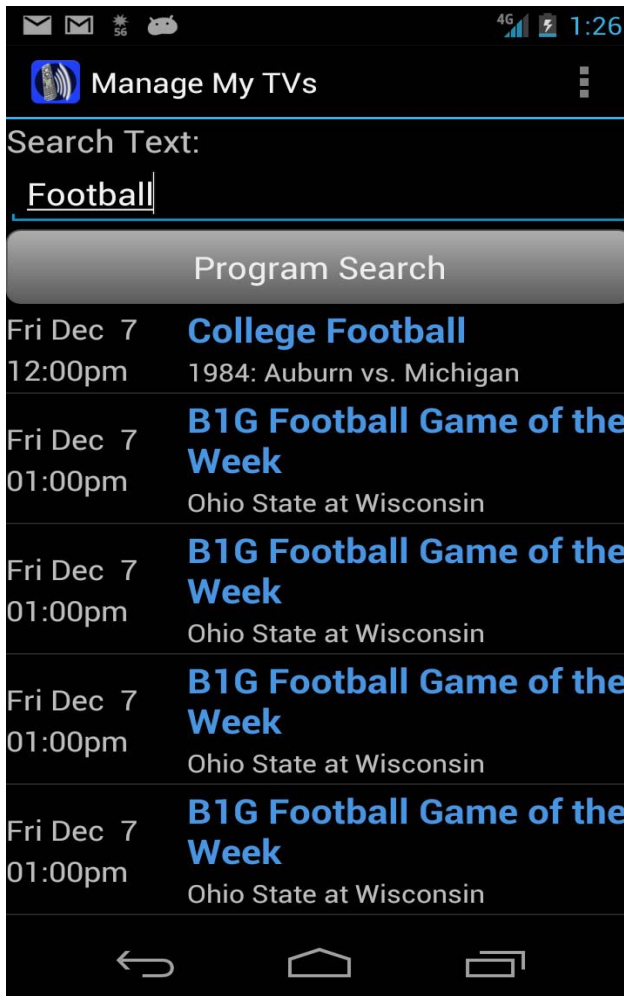 56 4G 1:26
Manage My TVs
Search Text:
Football
Program Search
Fri Dec 7 College Football
12:00pm 1984: Auburn vs. Michigan
Fri Dec 7 B1G Football Game of the
Week
01:00pm
Ohio State at Wisconsin
Fri Dec 7 B1G Football Game of the
Week
01:00pm
Ohio State at Wisconsin
Fri Dec 7 B1G Football Game of the
Week
01:00pm
Ohio State at Wisconsin
Fri Dec 7 B1G Football Game of the
Week
01:00pm
Ohio State at Wisconsin